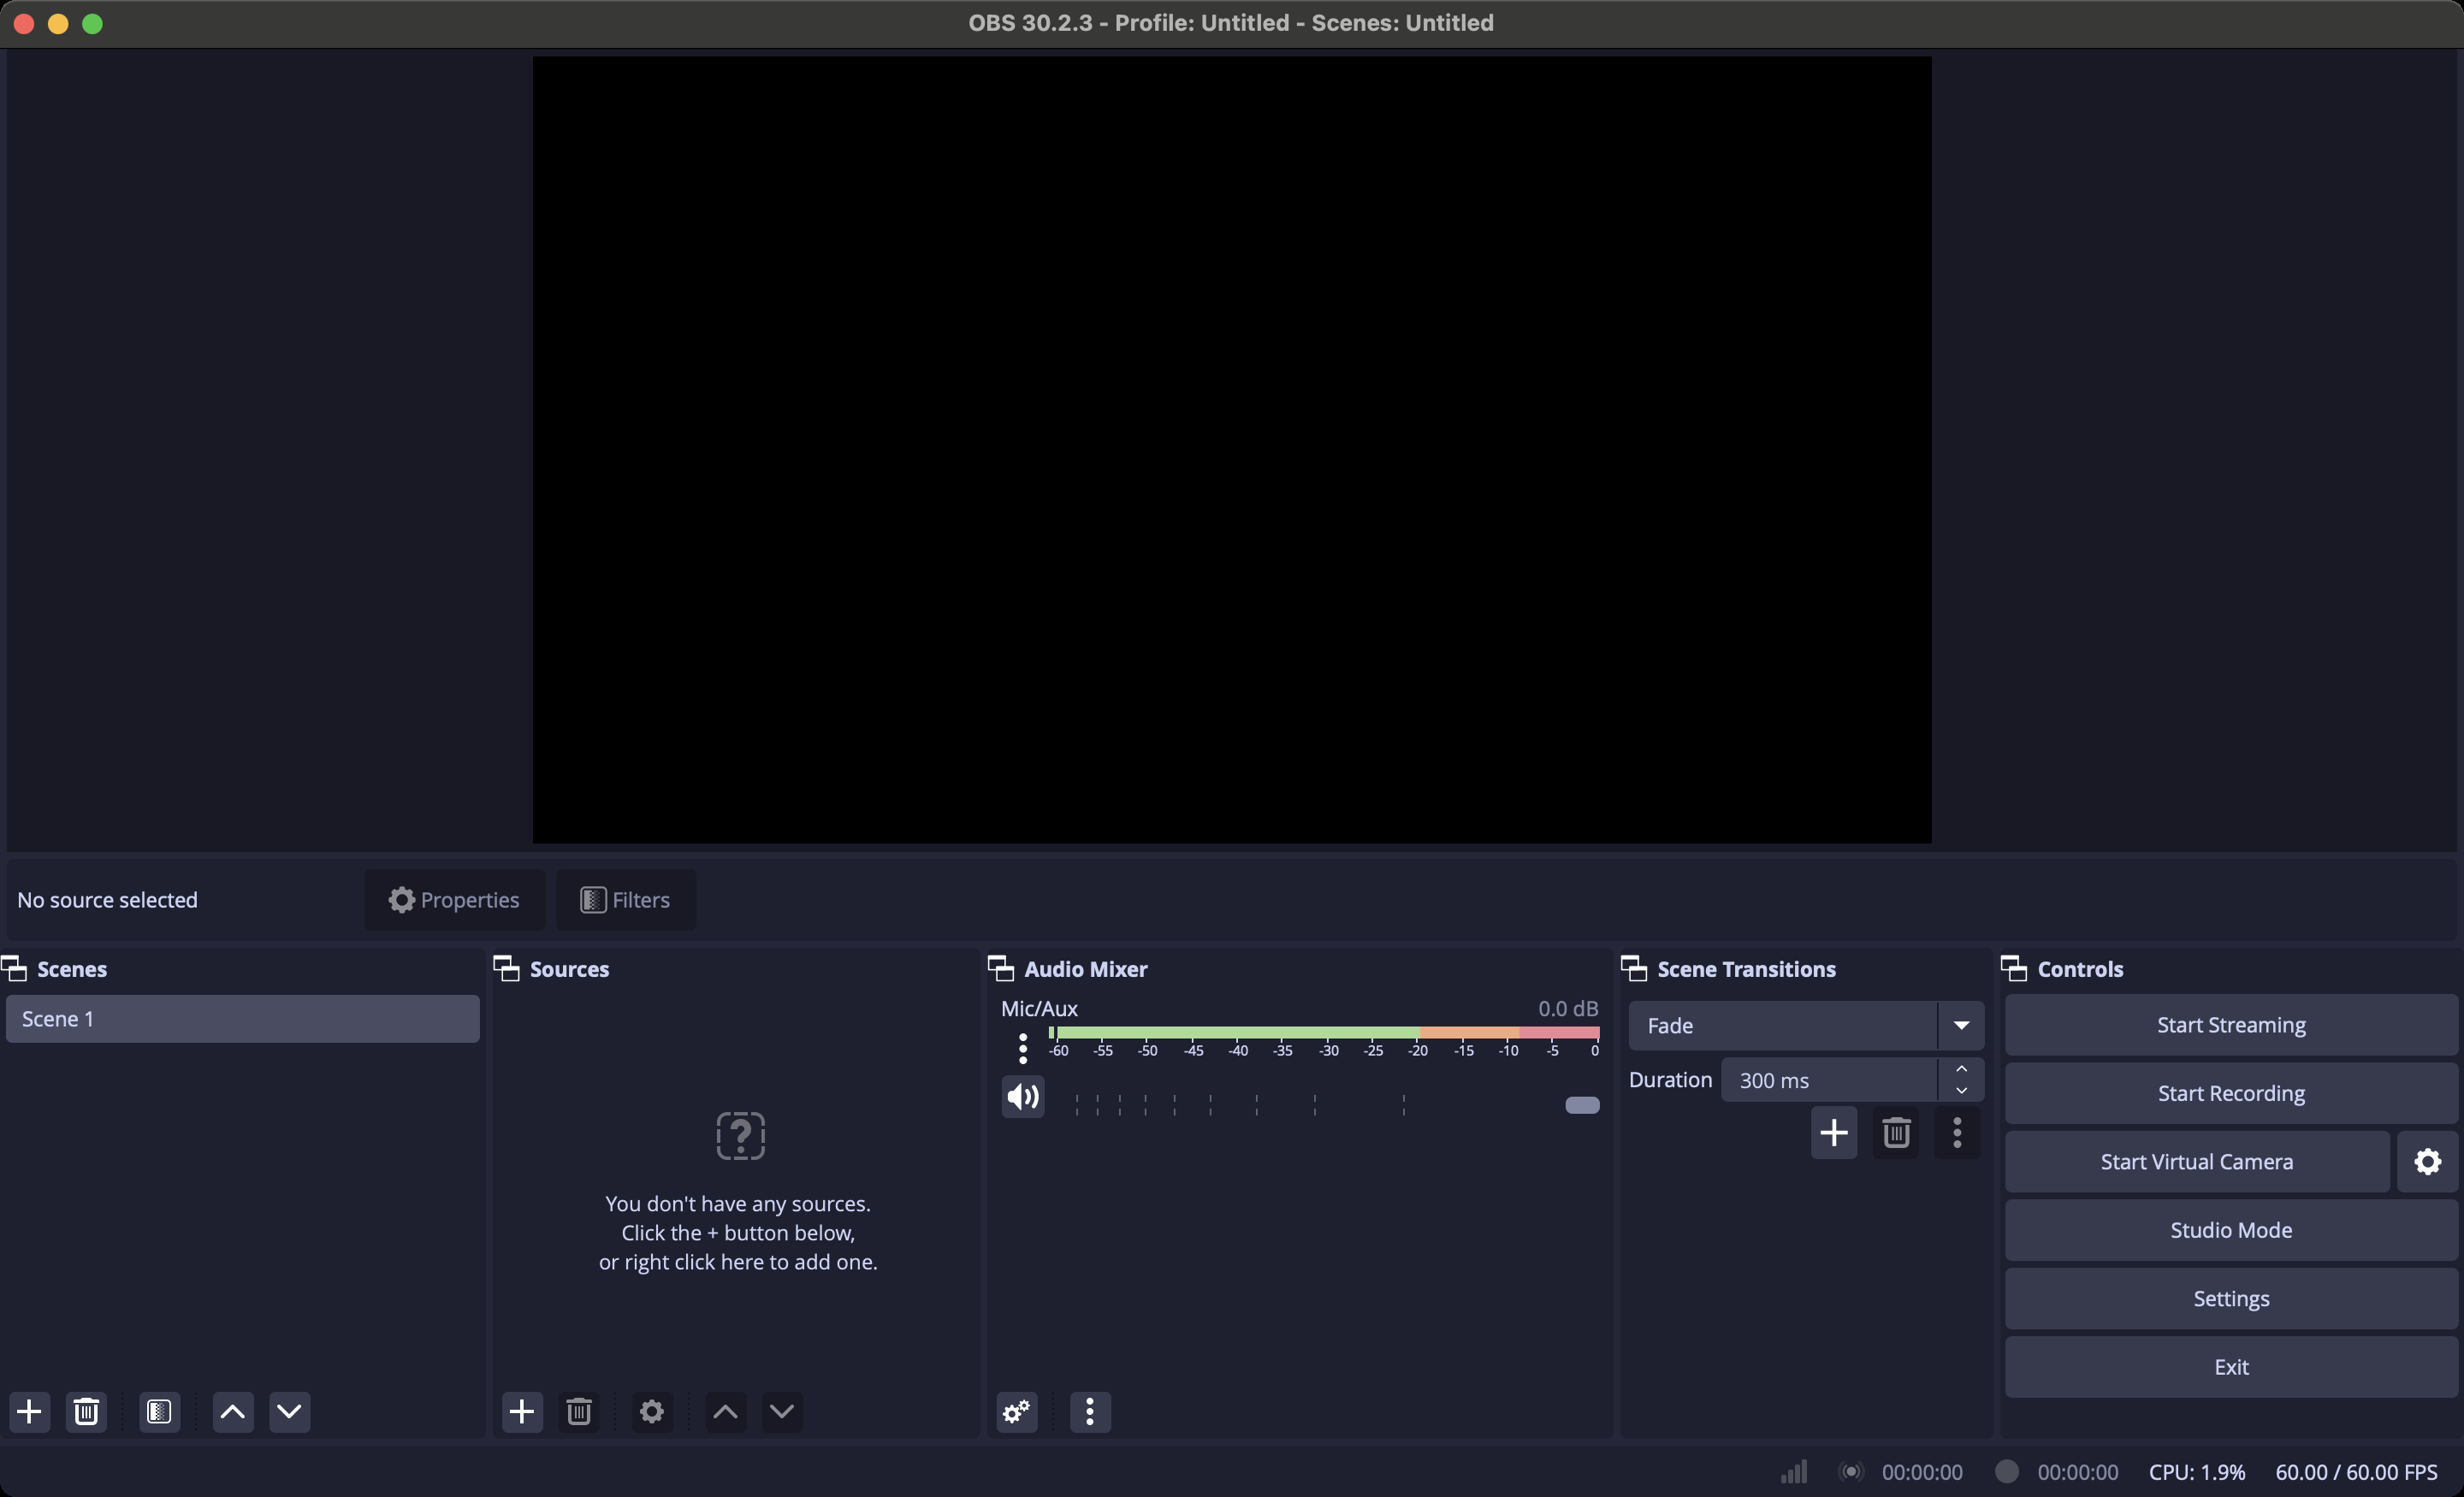 OBS 30.2.3 - Profile: Untitled - Scenes: Untitled
No source selected
Properties
Filters
Scenes
Scene 1
Sources
You don't have any sources.
Click the + button below,
or right click here to add one.
Audio Mixer
Mic/Aux
0.0 dB
-60 -55 -50 -45 -40 -35 -30 -25 -20 -15 -10 -5 0
Scene Transitions
Fade
Duration
300 ms
Controls
Start Streaming
Start Recording
Start Virtual Camera
Studio Mode
Settings
Exit
00:00:00
00:00:00
CPU: 1.9%
60.00 / 60.00 FPS